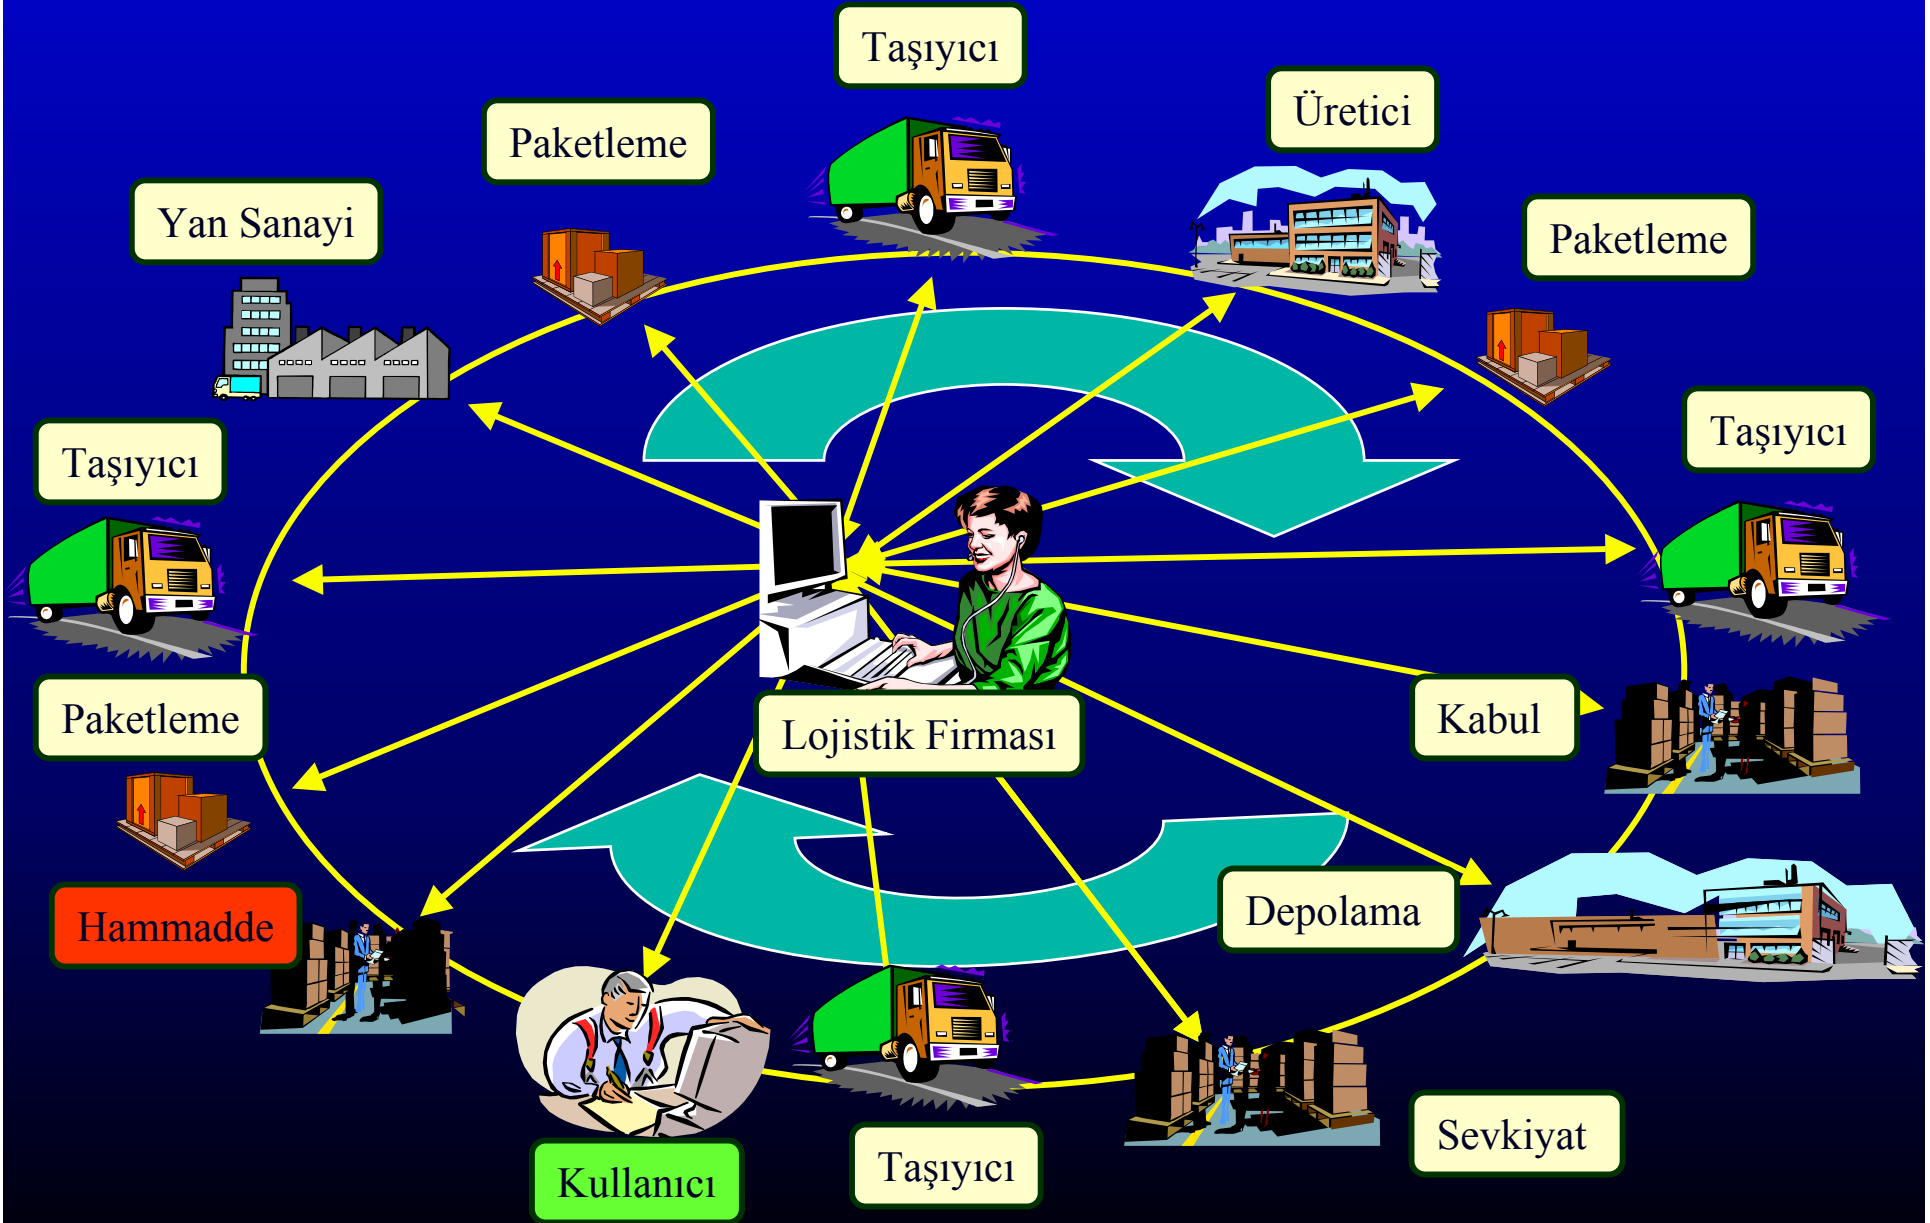 Taşıyıcı
Üretici
Paketleme
Yan Sanayi
Paketleme
Taşıyıcı
Taşıyıcı
Paketleme
Kabul
Lojistik Firması
Depolama
Hammadde
Sevkiyat
Taşıyıcı
Kullanıcı